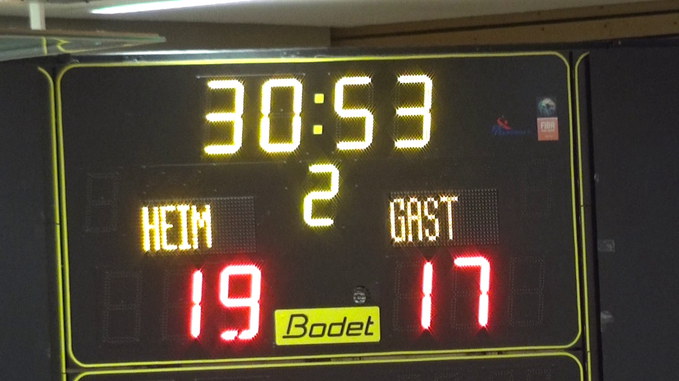 30:53
2
HEIM GAST
19 17
Bodet